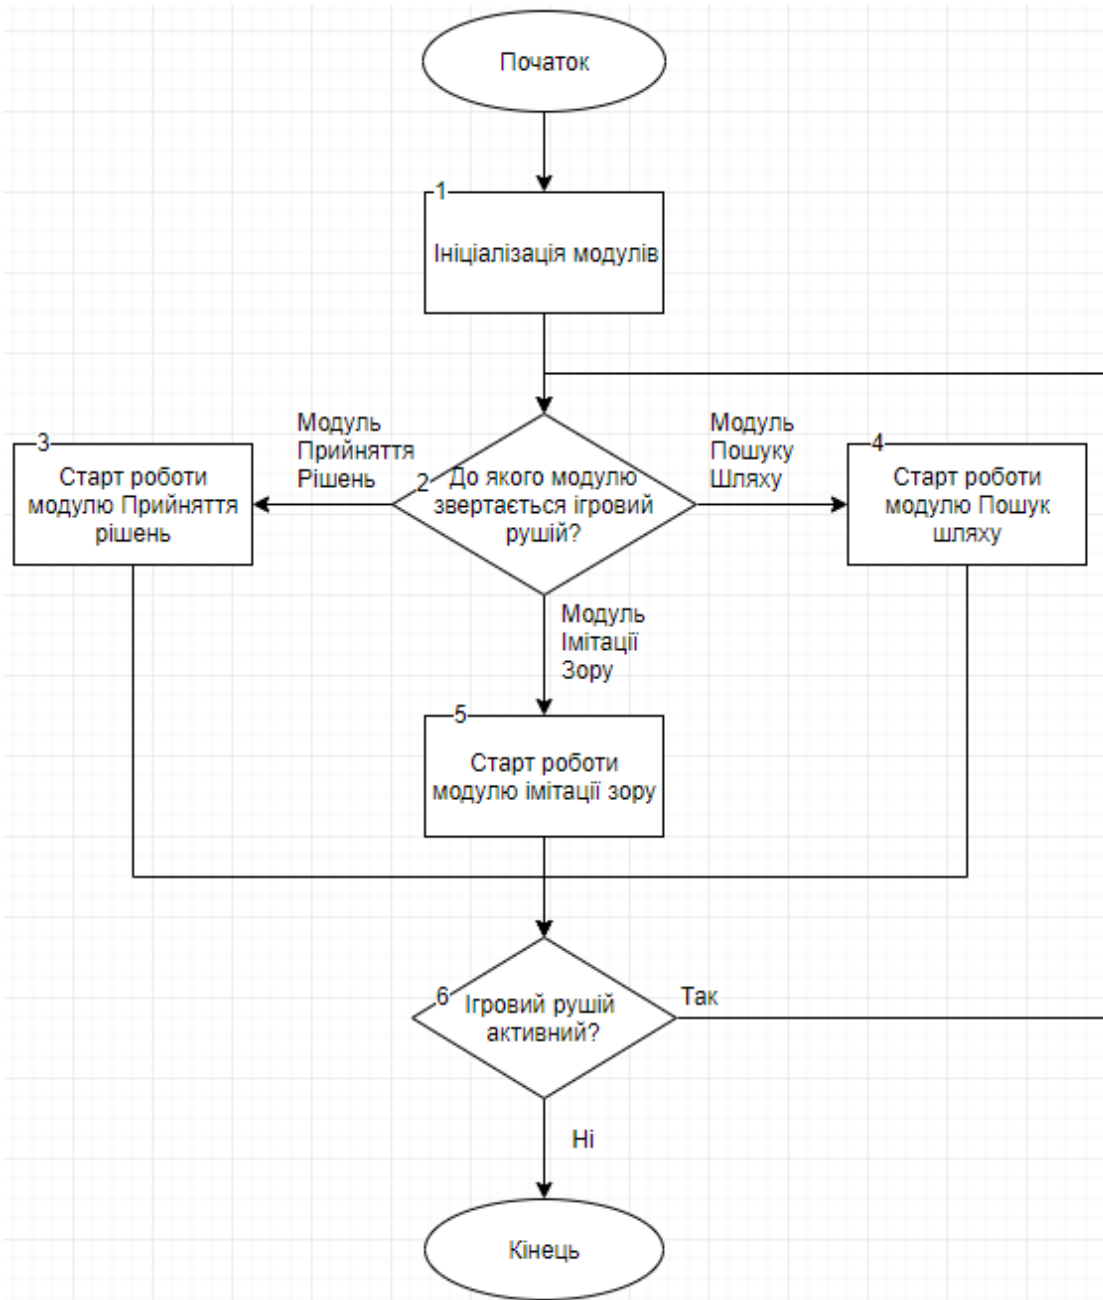 Початок
1
Ініціалізація модулів
Модуль
Прийняття
Рішень
Модуль
Пошуку
Шляху
3
Старт роботи
модулю Прийняття
рішень
2
До якого модулю
звертається ігровий
рушій?
4
Старт роботи
модулю Пошук
шляху
Модуль
Імітації
Зору
5
Старт роботи
модулю імітації зору
6
Ігровий рушій
активний?
Так
Ні
Кінець